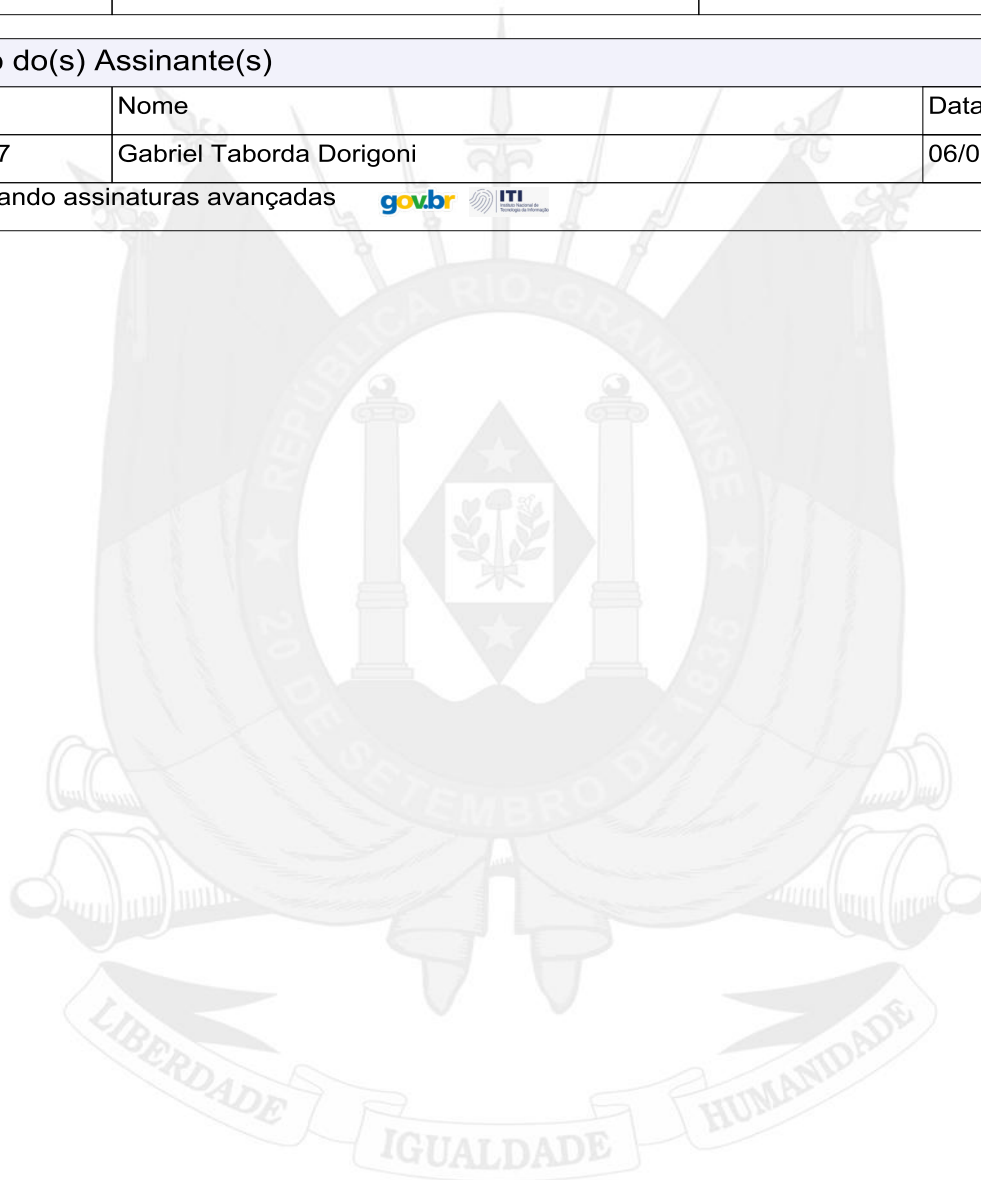 o do(s) Assinante(s)
Nome Data
7 Gabriel Taborda Dorigoni 06/0
ando assinaturas avançadas gov.br ITI
REPÚBLICA RIO-GRANDENSE
20 DE SETEMBRO DE 1835
LIBERDADE IGUALDADE HUMANIDADE